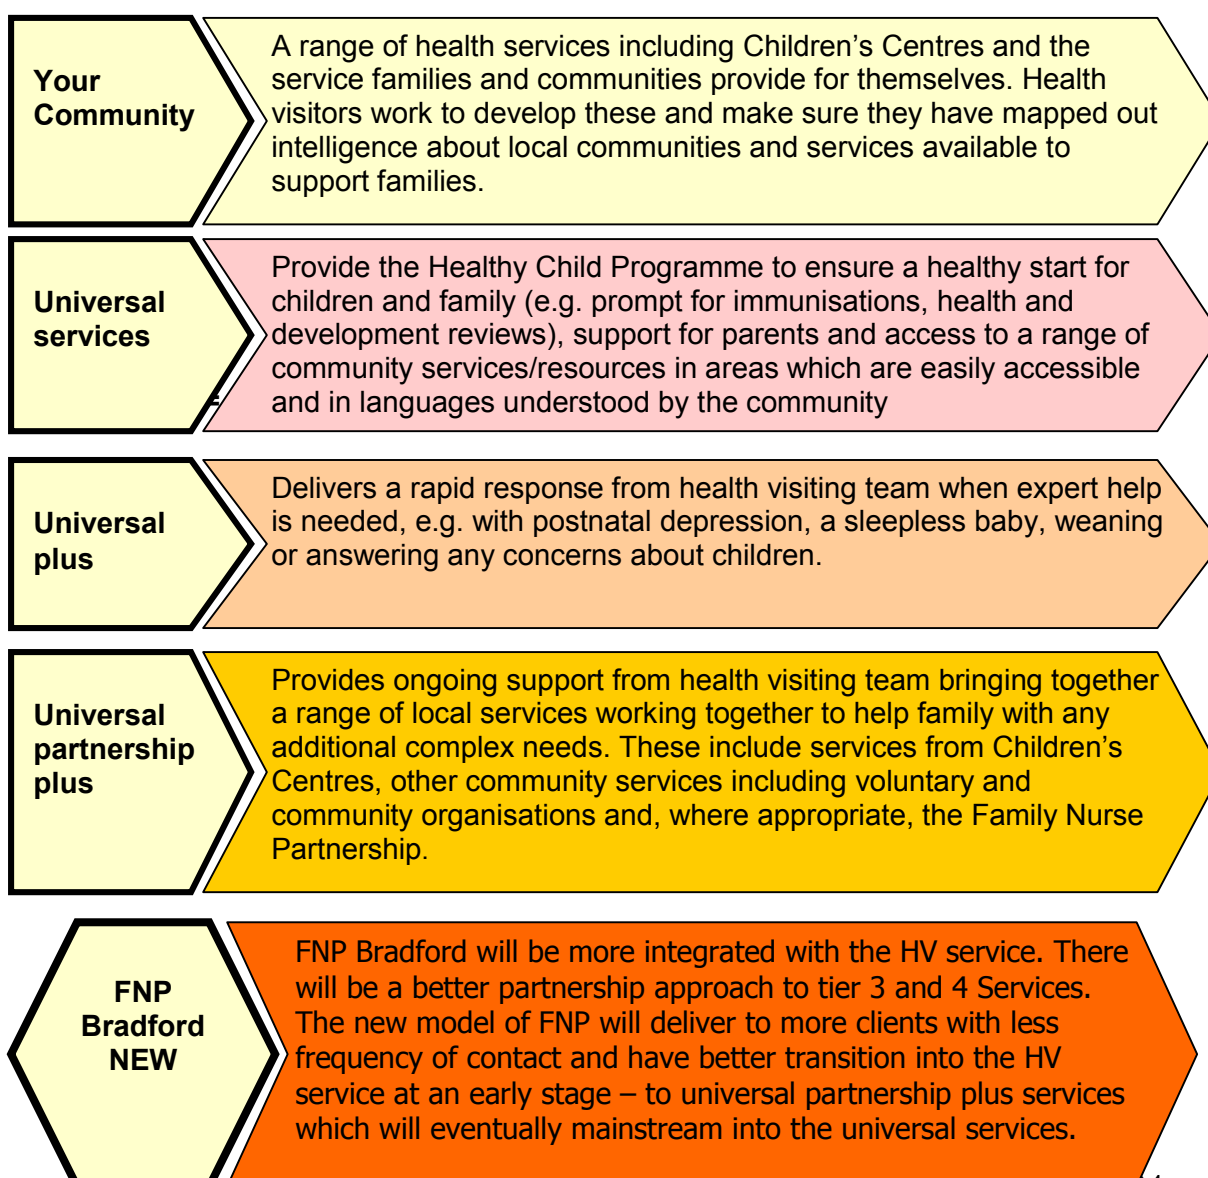 Your
Community
A range of health services including Children’s Centres and the
service families and communities provide for themselves. Health
visitors work to develop these and make sure they have mapped out
intelligence about local communities and services available to
support families.
Universal
services
Provide the Healthy Child Programme to ensure a healthy start for
children and family (e.g. prompt for immunisations, health and
development reviews), support for parents and access to a range of
community services/resources in areas which are easily accessible
and in languages understood by the community
Universal
plus
Delivers a rapid response from health visiting team when expert help
is needed, e.g. with postnatal depression, a sleepless baby, weaning
or answering any concerns about children.
Universal
partnership
plus
Provides ongoing support from health visiting team bringing together
a range of local services working together to help family with any
additional complex needs. These include services from Children’s
Centres, other community services including voluntary and
community organisations and, where appropriate, the Family Nurse
Partnership.
FNP
Bradford
NEW
FNP Bradford will be more integrated with the HV service. There
will be a better partnership approach to tier 3 and 4 Services.
The new model of FNP will deliver to more clients with less
frequency of contact and have better transition into the HV
service at an early stage – to universal partnership plus services
which will eventually mainstream into the universal services.